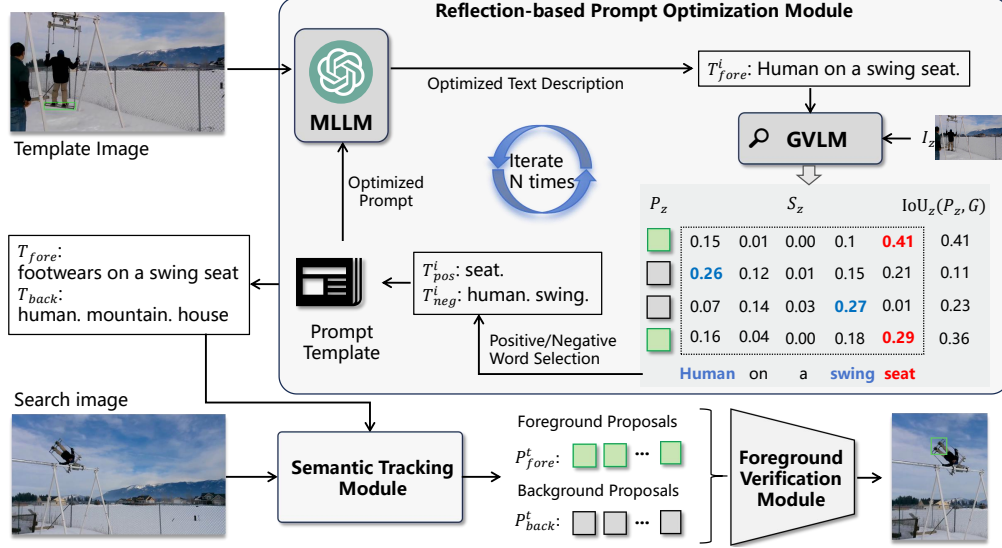 Reflection-based Prompt Optimization Module
MLLM
Optimized Text Description
T^i_fore: Human on a swing seat.
Template Image
GVLM
I_z
Iterate
N times
Optimized
Prompt
P_z S_z IoU_z(P_z, G)
0.15 0.01 0.00 0.1 0.41 0.41
0.26 0.12 0.01 0.15 0.21 0.11
0.07 0.14 0.03 0.27 0.01 0.23
0.16 0.04 0.00 0.18 0.29 0.36
Human on a swing seat
T_fore:
footwears on a swing seat
T_back:
human. mountain. house
T^i_pos: seat.
T^i_neg: human. swing.
Prompt
Template
Positive/Negative
Word Selection
Search image
Semantic Tracking
Module
Foreground Proposals
P^t_fore: ...
Background Proposals
P^t_back: ...
Foreground
Verification
Module